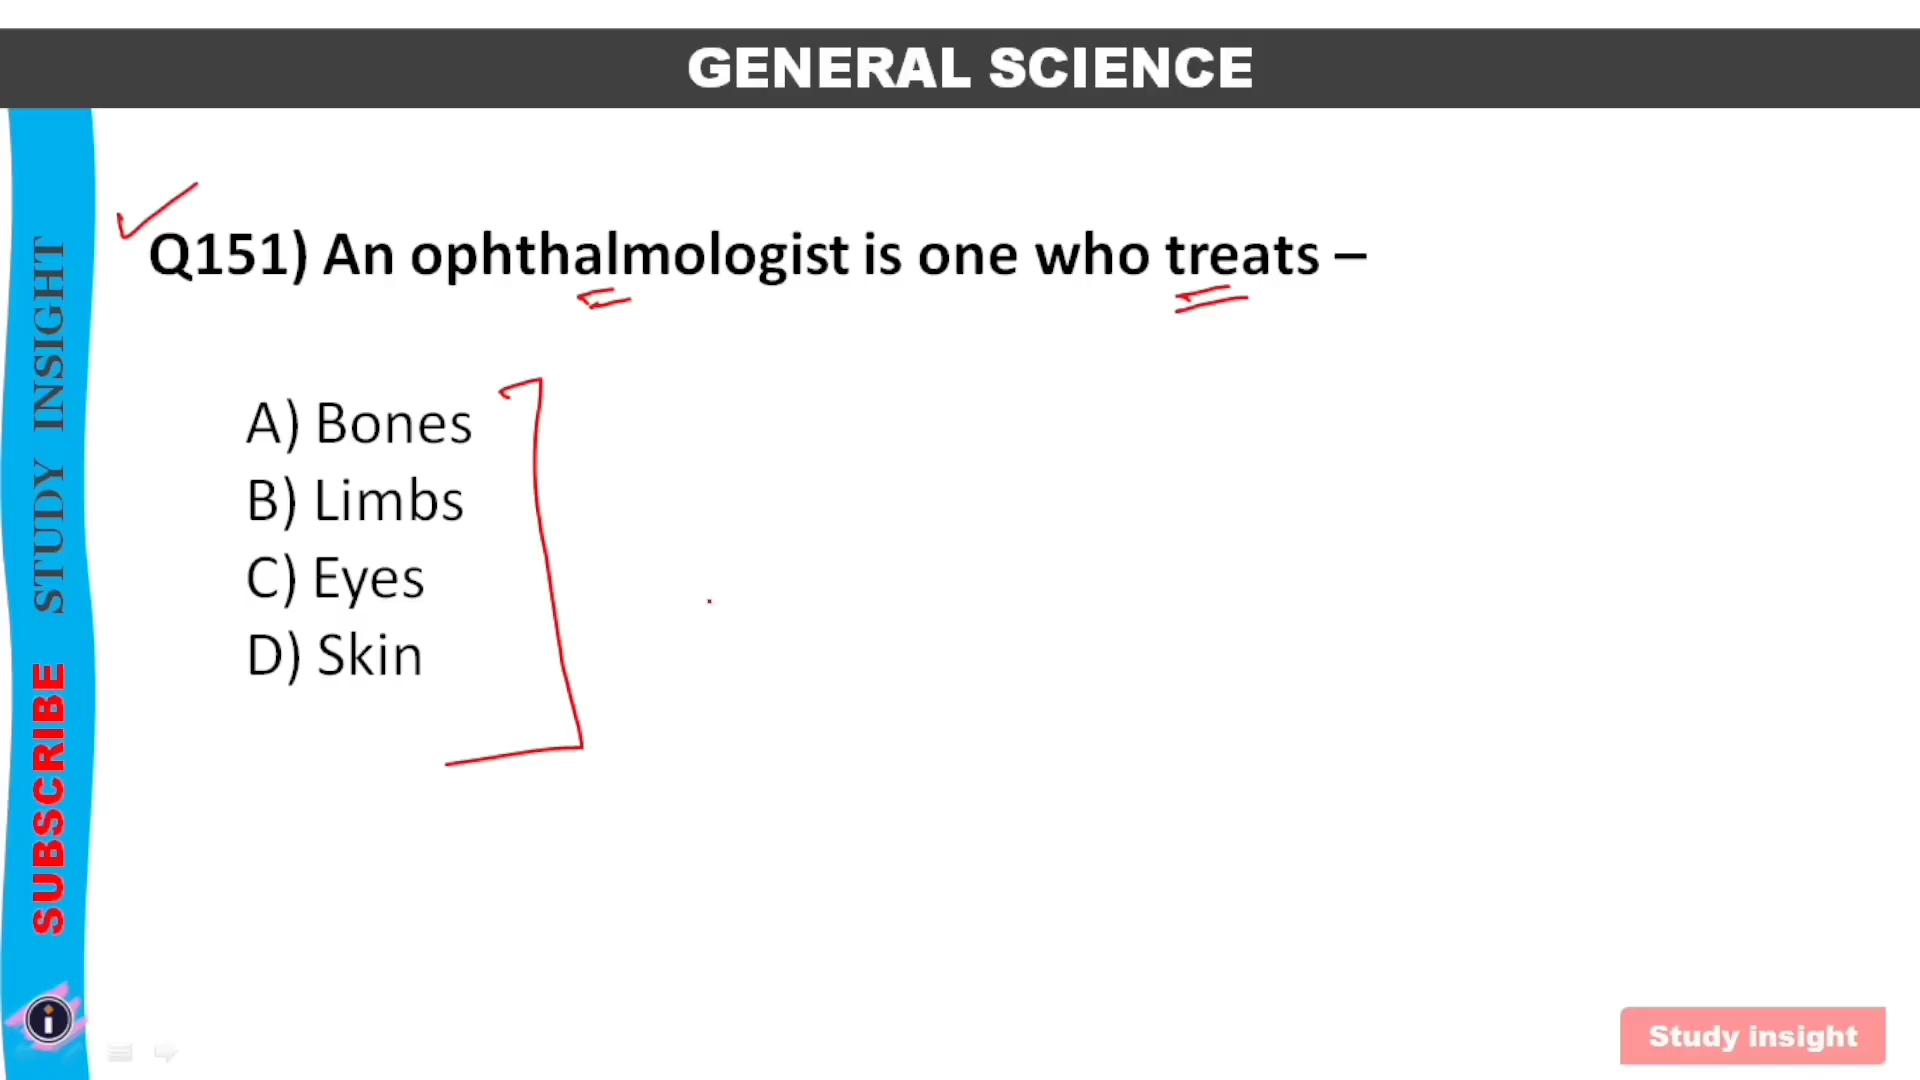 GENERAL SCIENCE
Q151) An ophthalmologist is one who treats –
A) Bones
B) Limbs
C) Eyes
D) Skin
SUBSCRIBE STUDY INSIGHT
i
Study insight